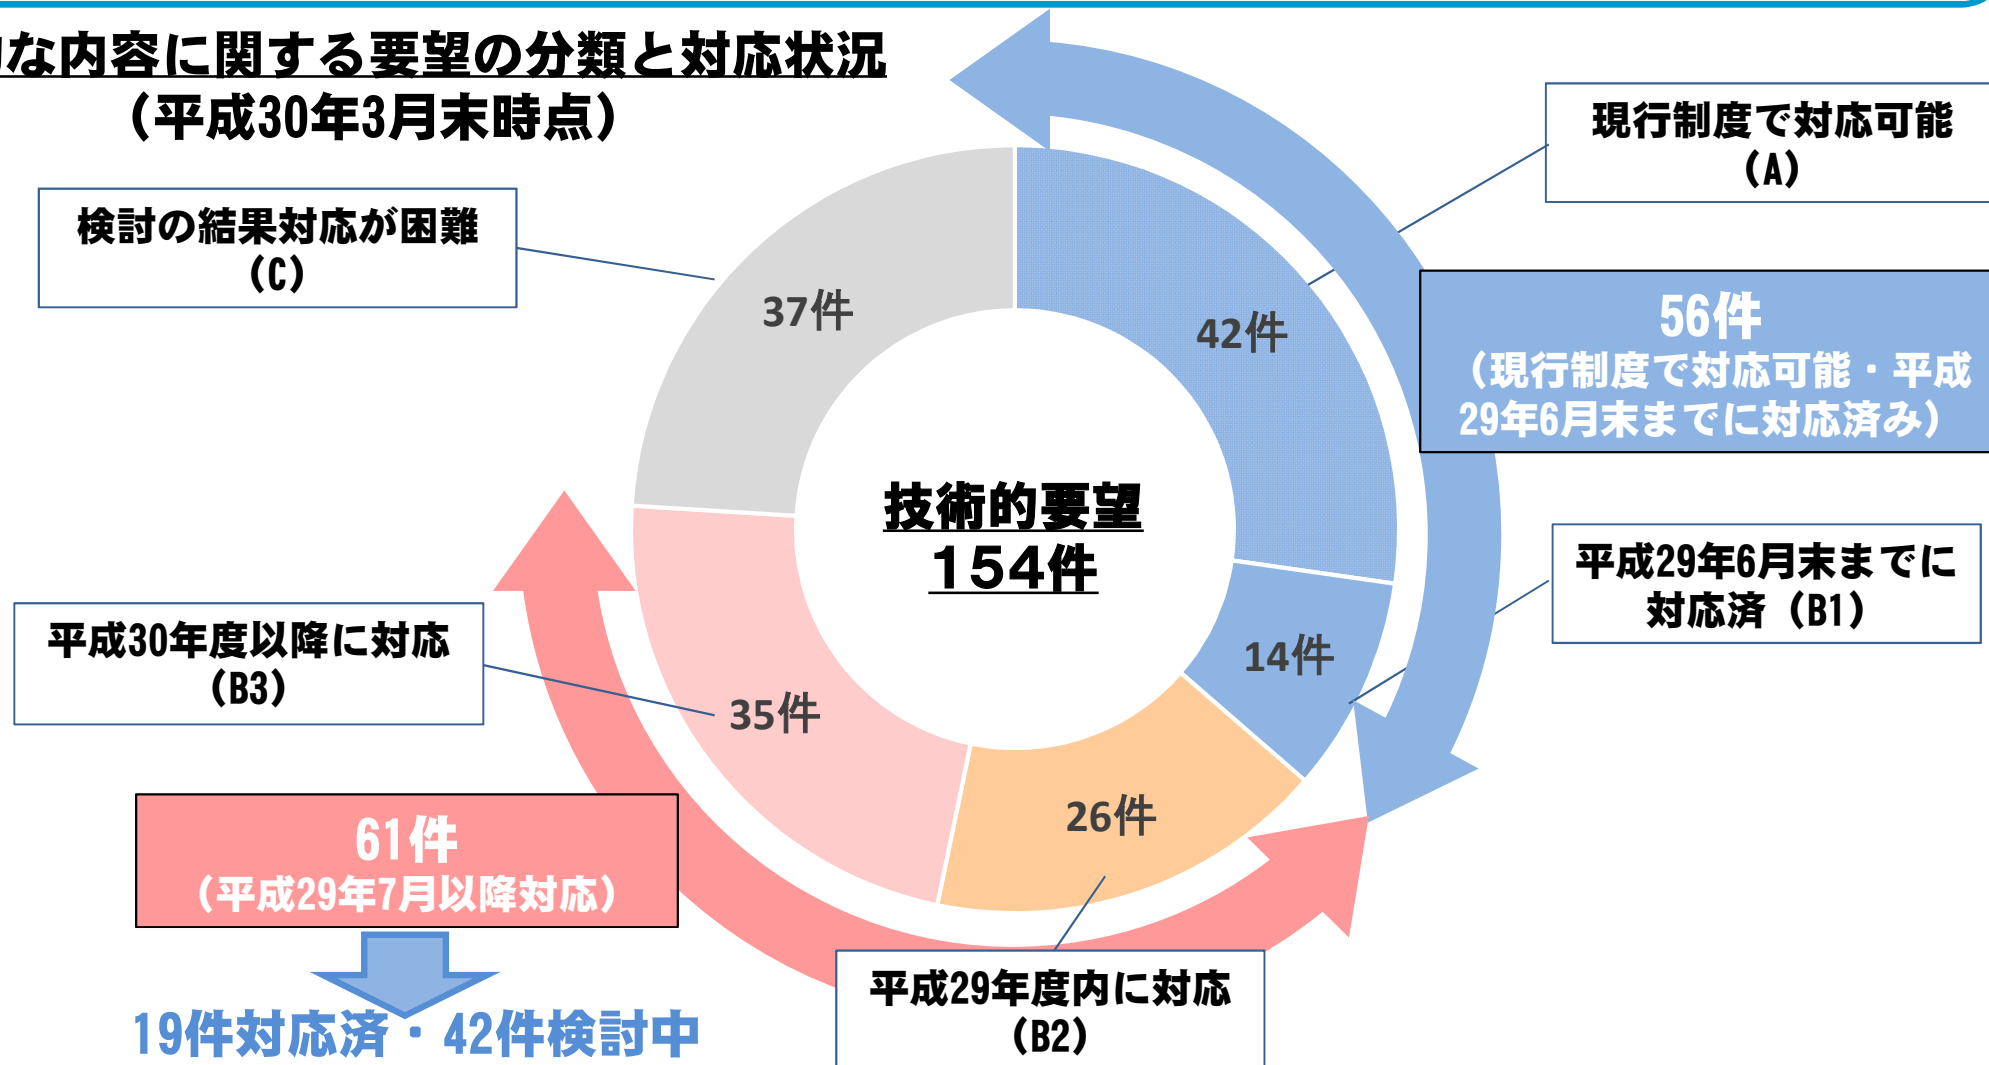 な内容に関する要望の分類と対応状況
（平成30年3月末時点）
現行制度で対応可能
（A）
検討の結果対応が困難
（C）
37件
42件
56件
（現行制度で対応可能・平成
29年6月末までに対応済み）
技術的要望
154件
平成29年6月末までに
対応済（B1）
平成30年度以降に対応
（B3）
14件
35件
26件
61件
（平成29年7月以降対応）
平成29年度内に対応
（B2）
19件対応済・42件検討中